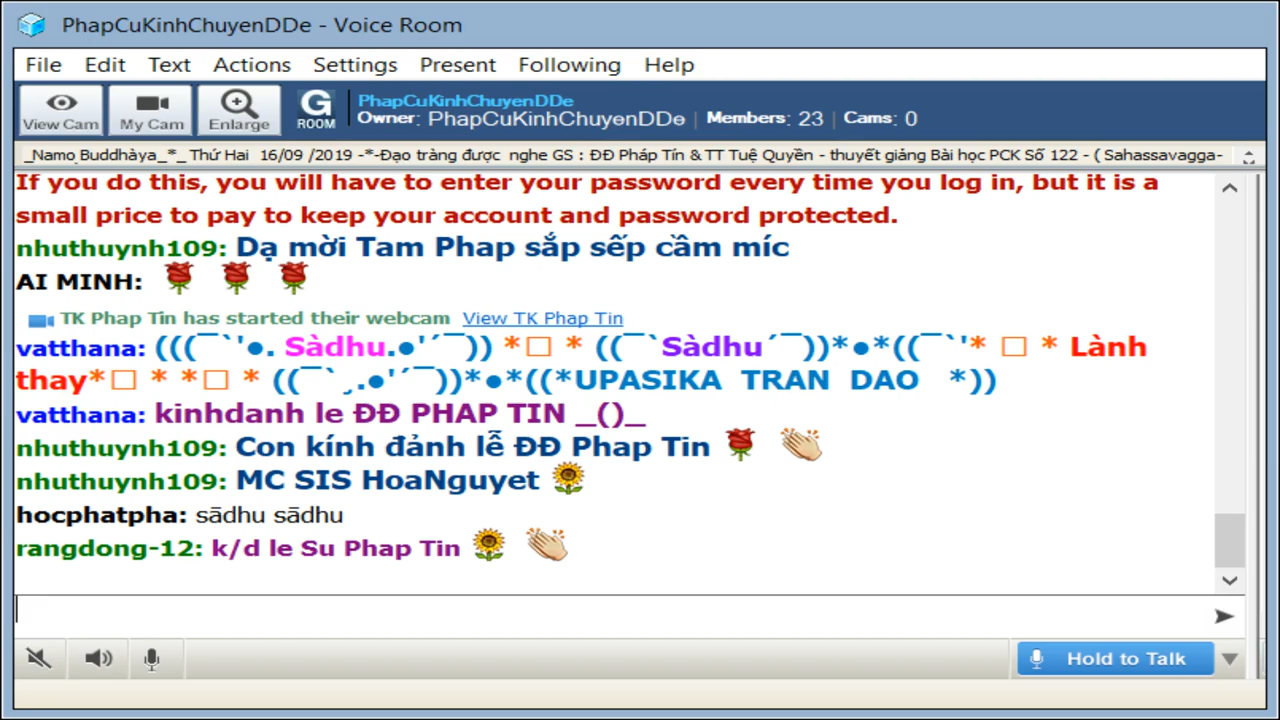 PhapCuKinhChuyenDDe - Voice Room
File Edit Text Actions Settings Present Following Help
View Cam My Cam Enlarge G ROOM
PhapCuKinhChuyenDDe
Owner: PhapCuKinhChuyenDDe | Members: 23 | Cams: 0
_Namo Buddhàya_*_ Thứ Hai 16/09 /2019 -*-Đạo tràng được nghe GS : ĐĐ Pháp Tín & TT Tuệ Quyền - thuyết giảng Bài học PCK Số 122 - ( Sahassavagga-
If you do this, you will have to enter your password every time you log in, but it is a
small price to pay to keep your account and password protected.
nhuthuynh109: Dạ mời Tam Phap sắp sếp cầm míc
AI MINH:
TK Phap Tin has started their webcam View TK Phap Tin
vatthana: (((¯`'●. Sàdhu.●'´¯)) *□ * ((¯`Sàdhu´¯))*●*((¯`'* □ * Lành
thay*□ * *□ * ((¯`¸.●'´¯))*●*((*UPASIKA TRAN DAO *))
vatthana: kinhdanh le ĐĐ PHAP TIN _()_
nhuthuynh109: Con kính đảnh lễ ĐĐ Phap Tin
nhuthuynh109: MC SIS HoaNguyet
hocphatpha: sādhu sādhu
rangdong-12: k/d le Su Phap Tin
Hold to Talk